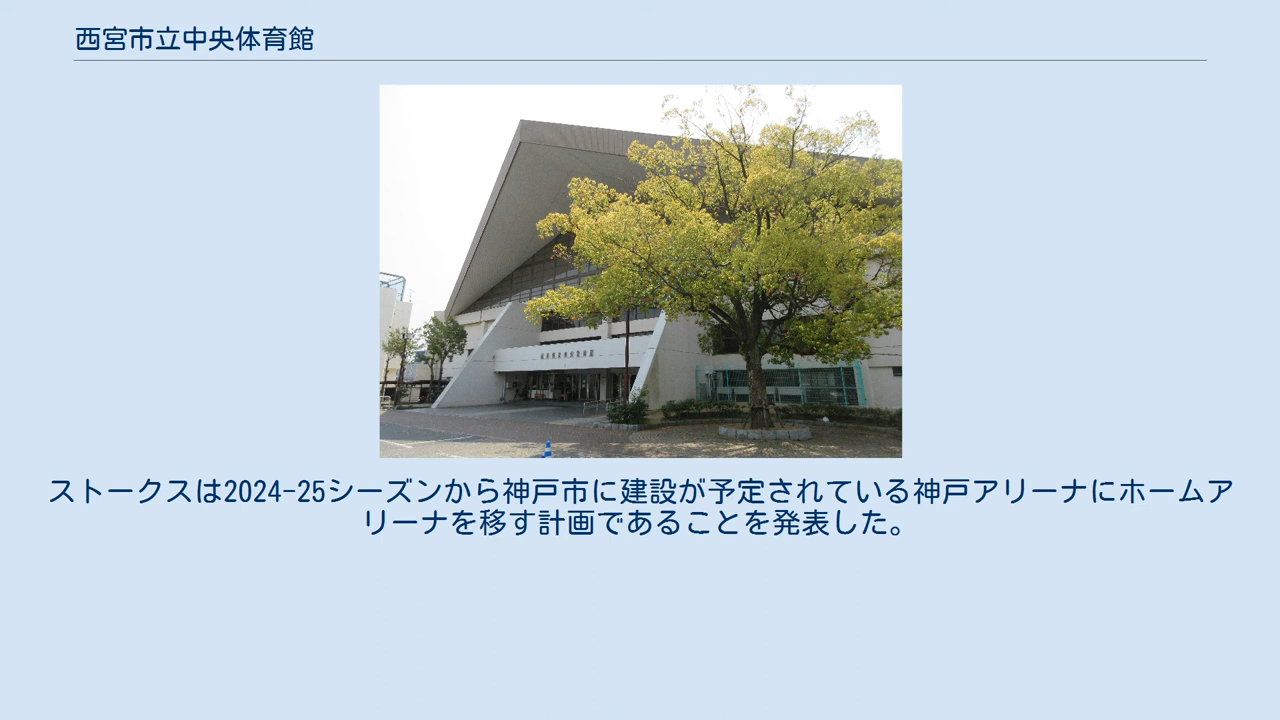 西宮市立中央体育館
ストークスは2024-25シーズンから神戸市に建設が予定されている神戸アリーナにホームア
リーナを移す計画であることを発表した。